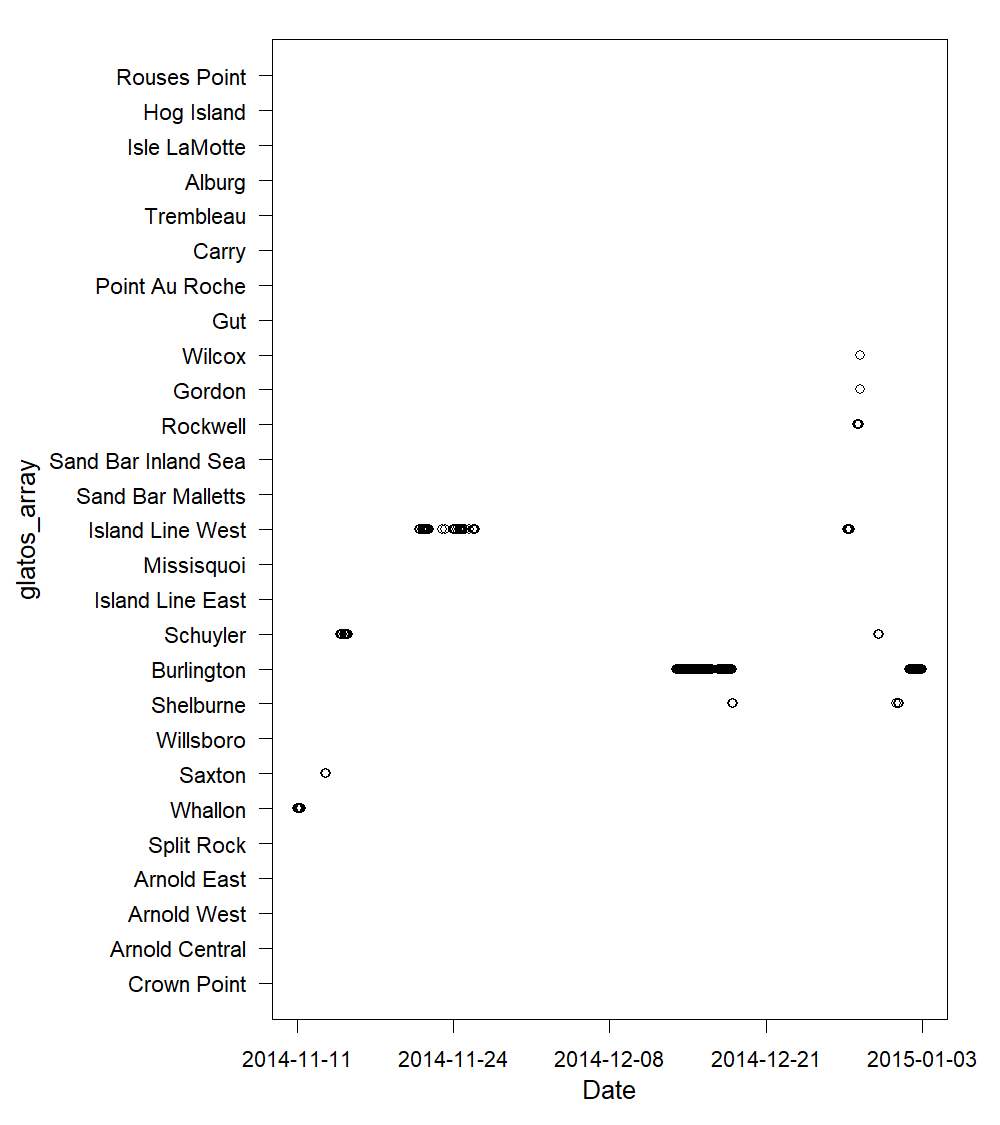 Rouses Point
Hog Island
Isle LaMotte
Alburg
Trembleau
Carry
Point Au Roche
Gut
Wilcox
Gordon
Rockwell
Sand Bar Inland Sea
Sand Bar Malletts
Island Line West
Missisquoi
Island Line East
Schuyler
Burlington
Shelburne
Willsboro
Saxton
Whallon
Split Rock
Arnold East
Arnold West
Arnold Central
Crown Point
glatos_array
2014-11-11 2014-11-24 2014-12-08 2014-12-21 2015-01-03
Date